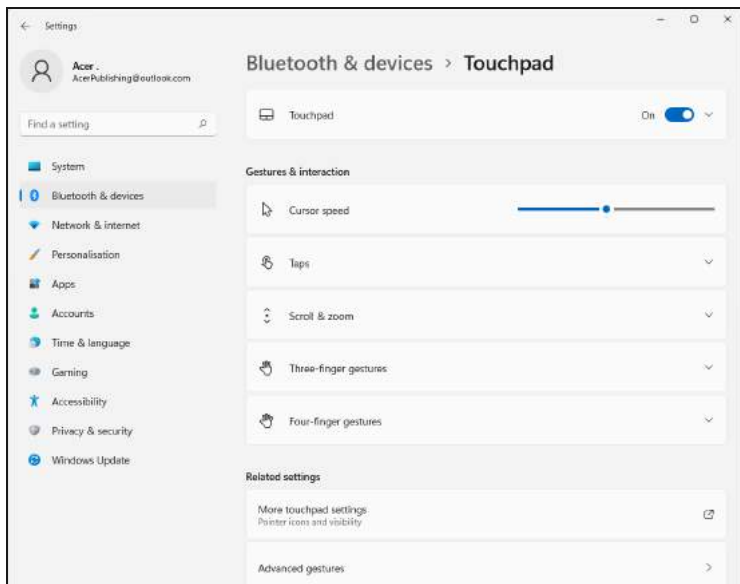 Settings
Acer .
AcerPublishing@outlook.com
Find a setting
System
Bluetooth & devices
Network & internet
Personalisation
Apps
Accounts
Time & language
Gaming
Accessibility
Privacy & security
Windows Update
Bluetooth & devices > Touchpad
Touchpad
On
Gestures & interaction
Cursor speed
Taps
Scroll & zoom
Three-finger gestures
Four-finger gestures
Related settings
More touchpad settings
Pointer icons and visibility
Advanced gestures